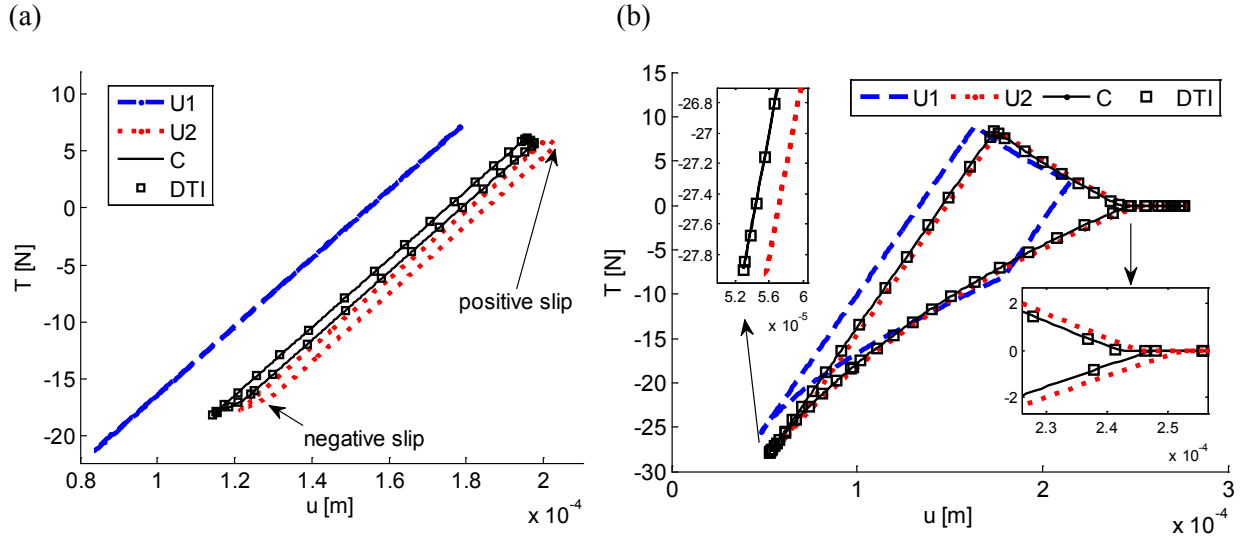 (a)
(b)
T [N]
10
5
0
-5
-10
-15
-20
U1
U2
C
DTI
positive slip
negative slip
0.8 1 1.2 1.4 1.6 1.8 2
u [m]
x 10⁻⁴
T [N]
15
10
5
0
-5
-10
-15
-20
-25
-30
U1 U2 C DTI
-26.8
-27
-27.2
-27.4
-27.6
-27.8
5.2 5.6 6
x 10⁻⁵
2
0
-2
2.3 2.4 2.5
x 10⁻⁴
0 1 2 3
u [m]
x 10⁻⁴